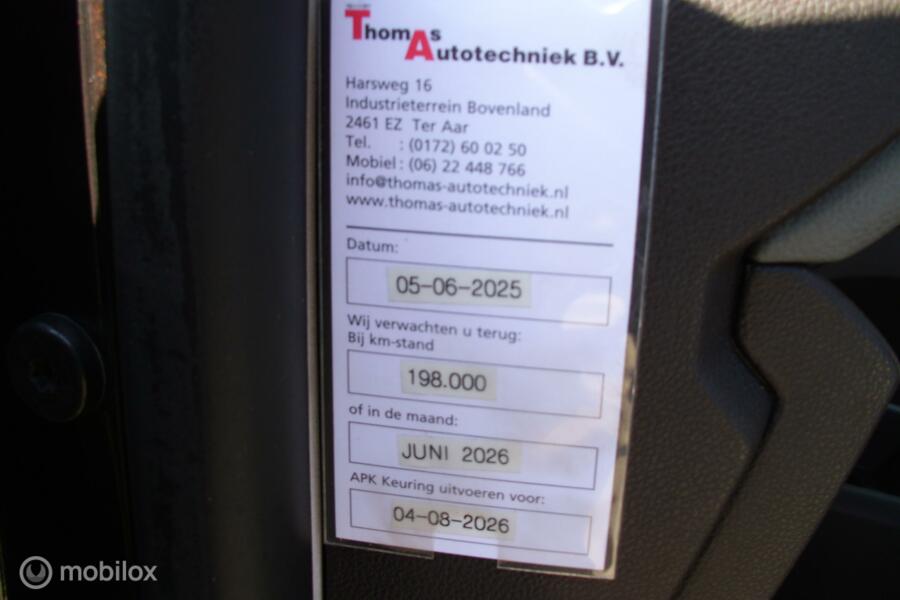 Thomas
Autotechniek B.V.
Harsweg 16
Industrieterrein Bovenland
2461 EZ Ter Aar
Tel. : (0172) 60 02 50
Mobiel : (06) 22 448 766
info@thomas-autotechniek.nl
www.thomas-autotechniek.nl
Datum:
05-06-2025
Wij verwachten u terug:
Bij km-stand
198.000
of in de maand:
JUNI 2026
APK Keuring uitvoeren voor:
04-08-2026
mobilox